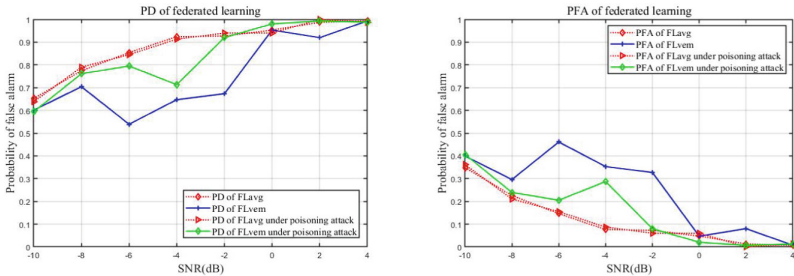 PD of federated learning
1
0.9
0.8
0.7
0.6
0.5
0.4
0.3
0.2
0.1
0
Probability of false alarm
PD of FLavg
PD of FLvem
PD of FLavg under poisoning attack
PD of FLvem under poisoning attack
-10 -8 -6 -4 -2 0 2 4
SNR(dB)
PFA of federated learning
1
0.9
0.8
0.7
0.6
0.5
0.4
0.3
0.2
0.1
0
Probability of false alarm
PFA of FLavg
PFA of FLvem
PFA of FLavg under poisoning attack
PFA of FLvem under poisoning attack
-10 -8 -6 -4 -2 0 2 4
SNR(dB)